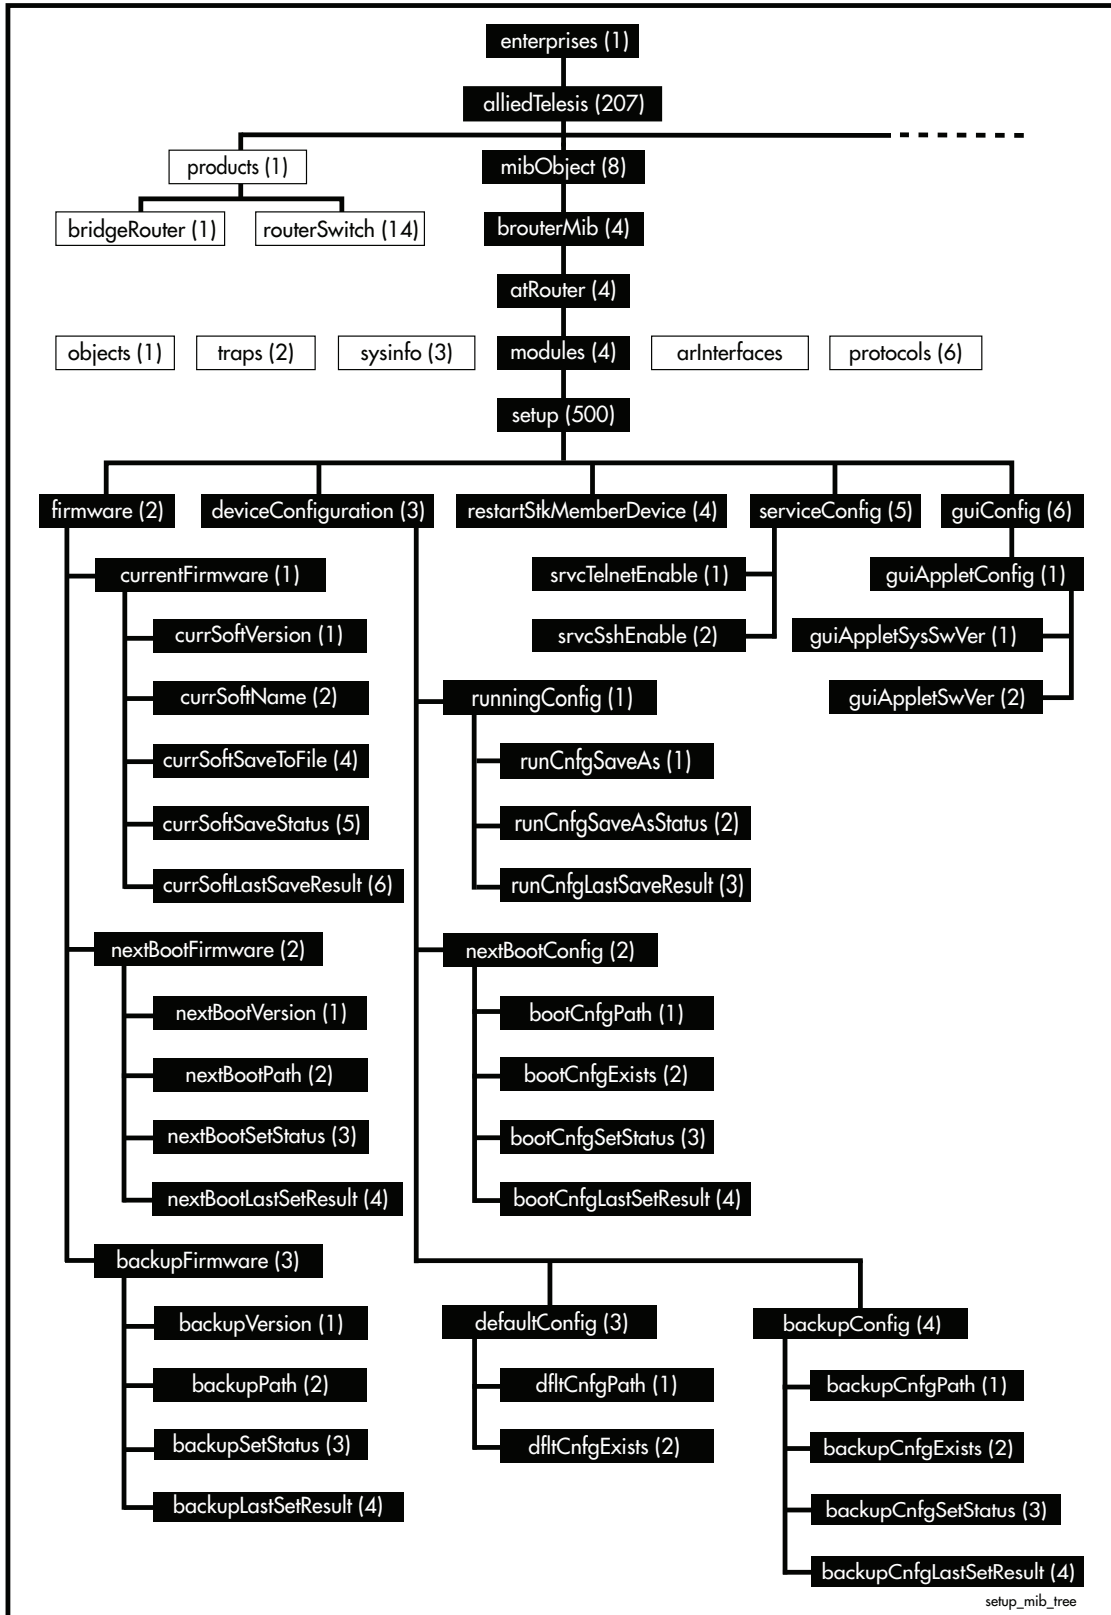 enterprises (1)
alliedTelesis (207)
products (1)
mibObject (8)
bridgeRouter (1)
routerSwitch (14)
brouterMib (4)
atRouter (4)
objects (1)
traps (2)
sysinfo (3)
modules (4)
arInterfaces
protocols (6)
setup (500)
firmware (2)
deviceConfiguration (3)
restartStkMemberDevice (4)
serviceConfig (5)
guiConfig (6)
currentFirmware (1)
currSoftVersion (1)
currSoftName (2)
currSoftSaveToFile (4)
currSoftSaveStatus (5)
currSoftLastSaveResult (6)
nextBootFirmware (2)
nextBootVersion (1)
nextBootPath (2)
nextBootSetStatus (3)
nextBootLastSetResult (4)
backupFirmware (3)
backupVersion (1)
backupPath (2)
backupSetStatus (3)
backupLastSetResult (4)
runningConfig (1)
runCnfgSaveAs (1)
runCnfgSaveAsStatus (2)
runCnfgLastSaveResult (3)
nextBootConfig (2)
bootCnfgPath (1)
bootCnfgExists (2)
bootCnfgSetStatus (3)
bootCnfgLastSetResult (4)
defaultConfig (3)
dfltCnfgPath (1)
dfltCnfgExists (2)
backupConfig (4)
backupCnfgPath (1)
backupCnfgExists (2)
backupCnfgSetStatus (3)
backupCnfgLastSetResult (4)
srvcTelnetEnable (1)
srvcSshEnable (2)
guiAppletConfig (1)
guiAppletSysSwVer (1)
guiAppletSwVer (2)
setup_mib_tree